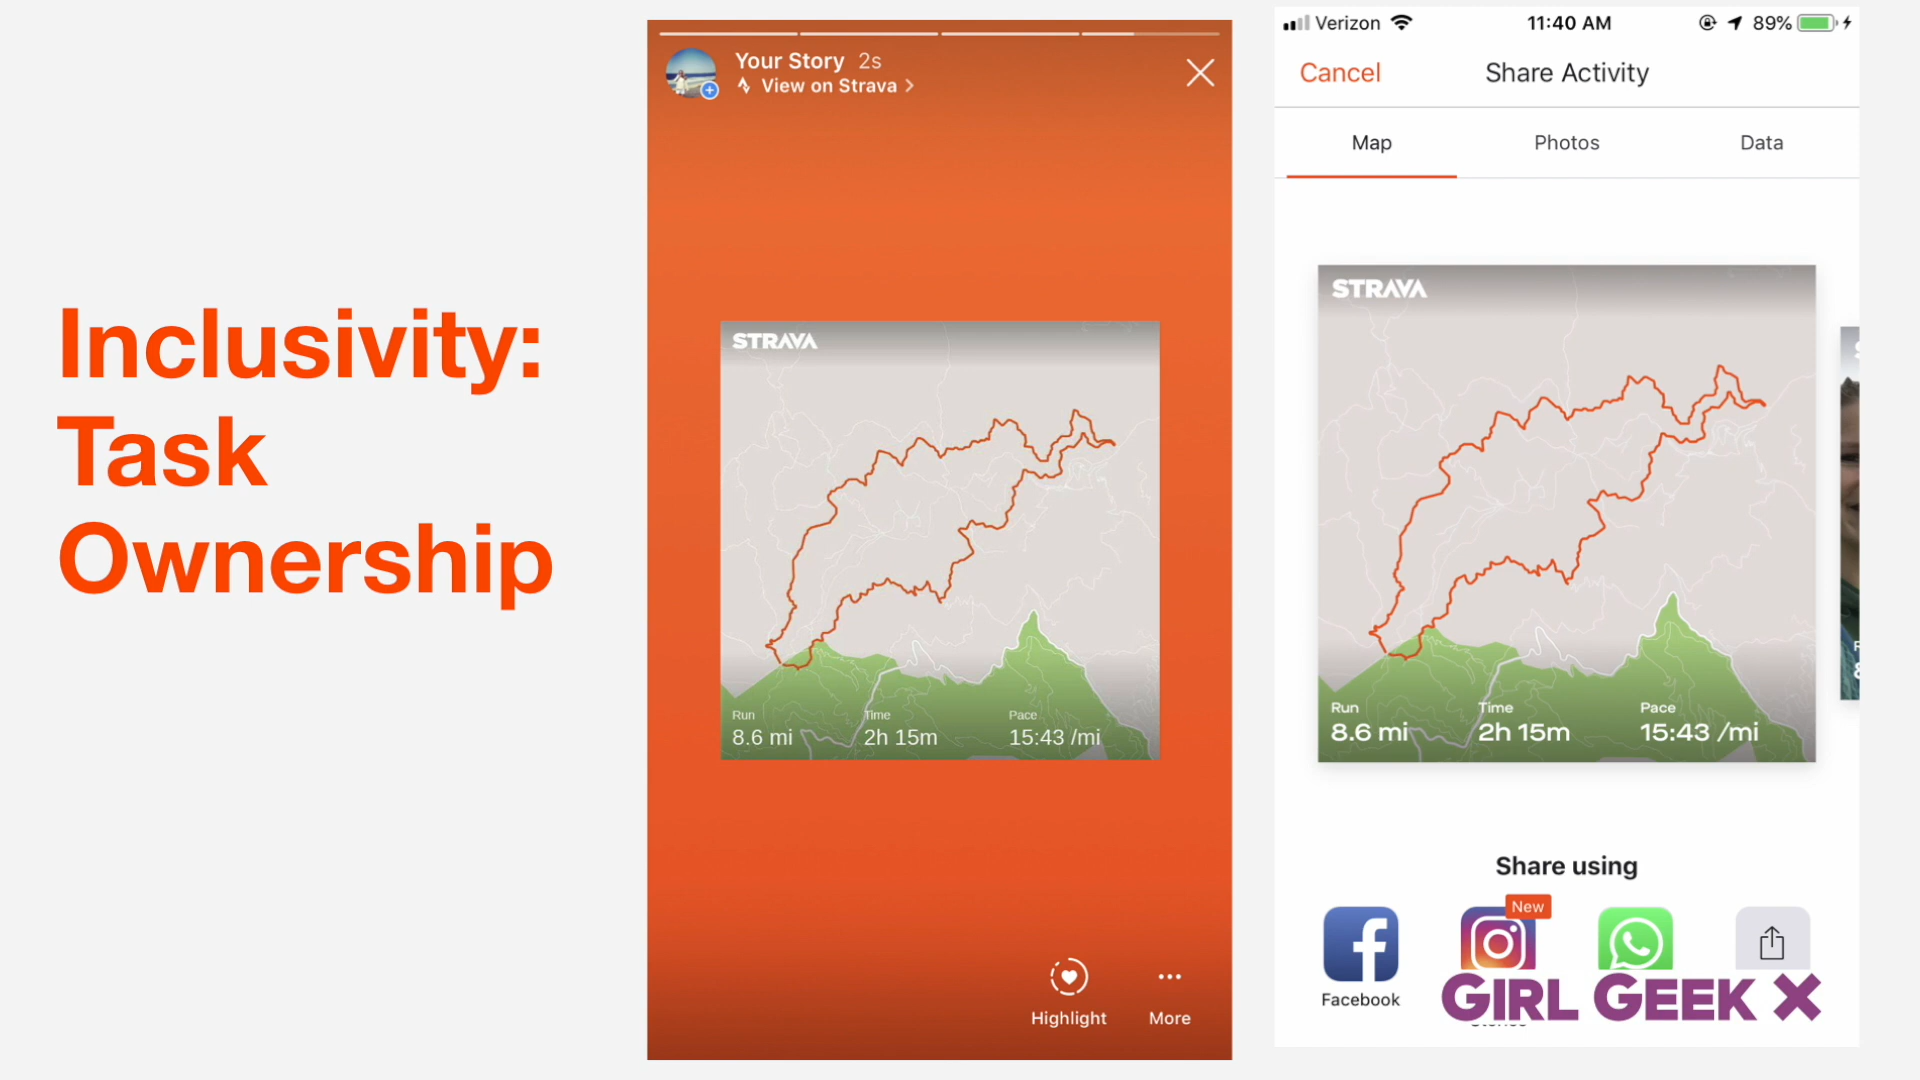 Inclusivity:
Task
Ownership
Your Story 2s
View on Strava >
STRAVA
Run Time Pace
8.6 mi 2h 15m 15:43 /mi
Highlight More
Verizon 11:40 AM 89%
Cancel Share Activity
Map Photos Data
STRAVA
Run Time Pace
8.6 mi 2h 15m 15:43 /mi
Share using
New
Facebook
GIRL GEEK X